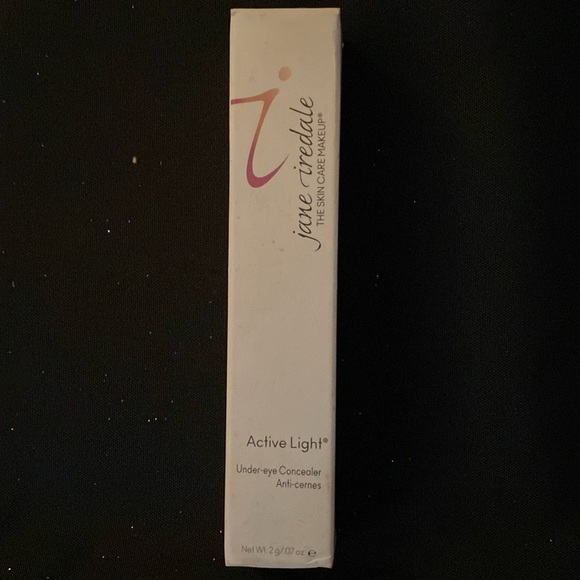 jane iredale
THE SKIN CARE MAKEUP®
Active Light®
Under-eye Concealer
Anti-cernes
Net Wt. 2 g/.07 oz ℮